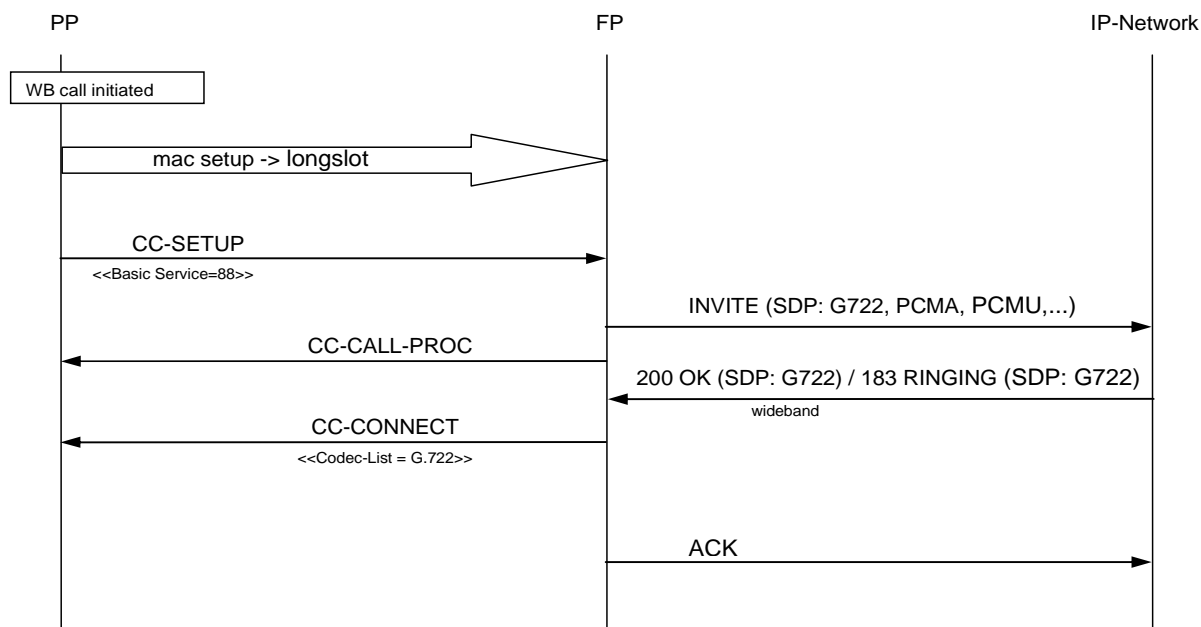 PP FP IP-Network
WB call initiated
mac setup -> longslot
CC-SETUP
<<Basic Service=88>>
INVITE (SDP: G722, PCMA, PCMU,...)
CC-CALL-PROC
200 OK (SDP: G722) / 183 RINGING (SDP: G722)
wideband
CC-CONNECT
<<Codec-List = G.722>>
ACK